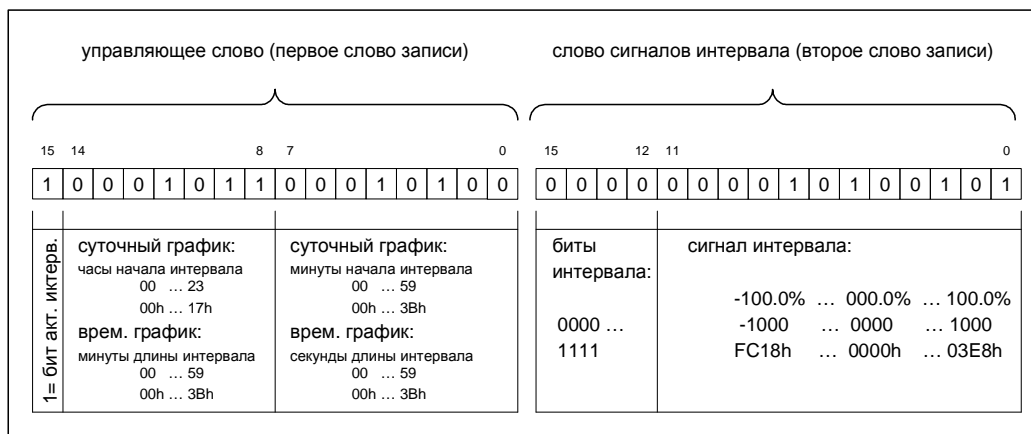 управляющее слово (первое слово записи)
слово сигналов интервала (второе слово записи)
15 14 8 7 0
15 12 11 0
1 0 0 0 1 0 1 1 0 0 0 1 0 1 0 0
0 0 0 0 0 0 0 1 0 1 0 0 1 0 1
1= бит акт. иктерв.
суточный график:
часы начала интервала
00 … 23
00h … 17h
врем. график:
минуты длины интервала
00 … 59
00h … 3Bh
суточный график:
минуты начала интервала
00 … 59
00h … 3Bh
врем. график:
секунды длины интервала
00 … 59
00h … 3Bh
биты
интервала:
0000 …
1111
сигнал интервала:
-100.0% … 000.0% … 100.0%
-1000 … 0000 … 1000
FC18h … 0000h … 03E8h